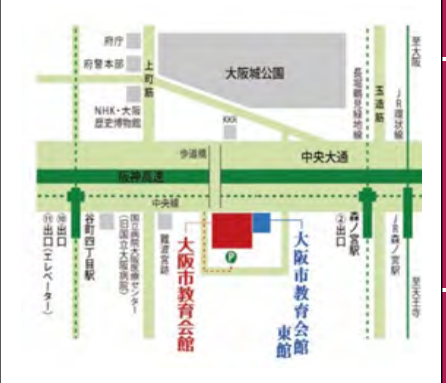 府庁
府警本部
上町筋
NHK・大阪
歴史博物館
大阪城公園
KKR
長堀鶴見緑地線
玉造筋
JR環状線
至大阪
歩道橋
中央大通
阪神高速
中央線
谷町四丁目駅
⑩出口
⑪出口(エレベーター)
国立病院大阪医療センター
(旧国立大阪病院)
難波宮跡
大阪市教育会館
P
大阪市教育会館
東館
森ノ宮駅
②出口
JR森ノ宮駅
至天王寺